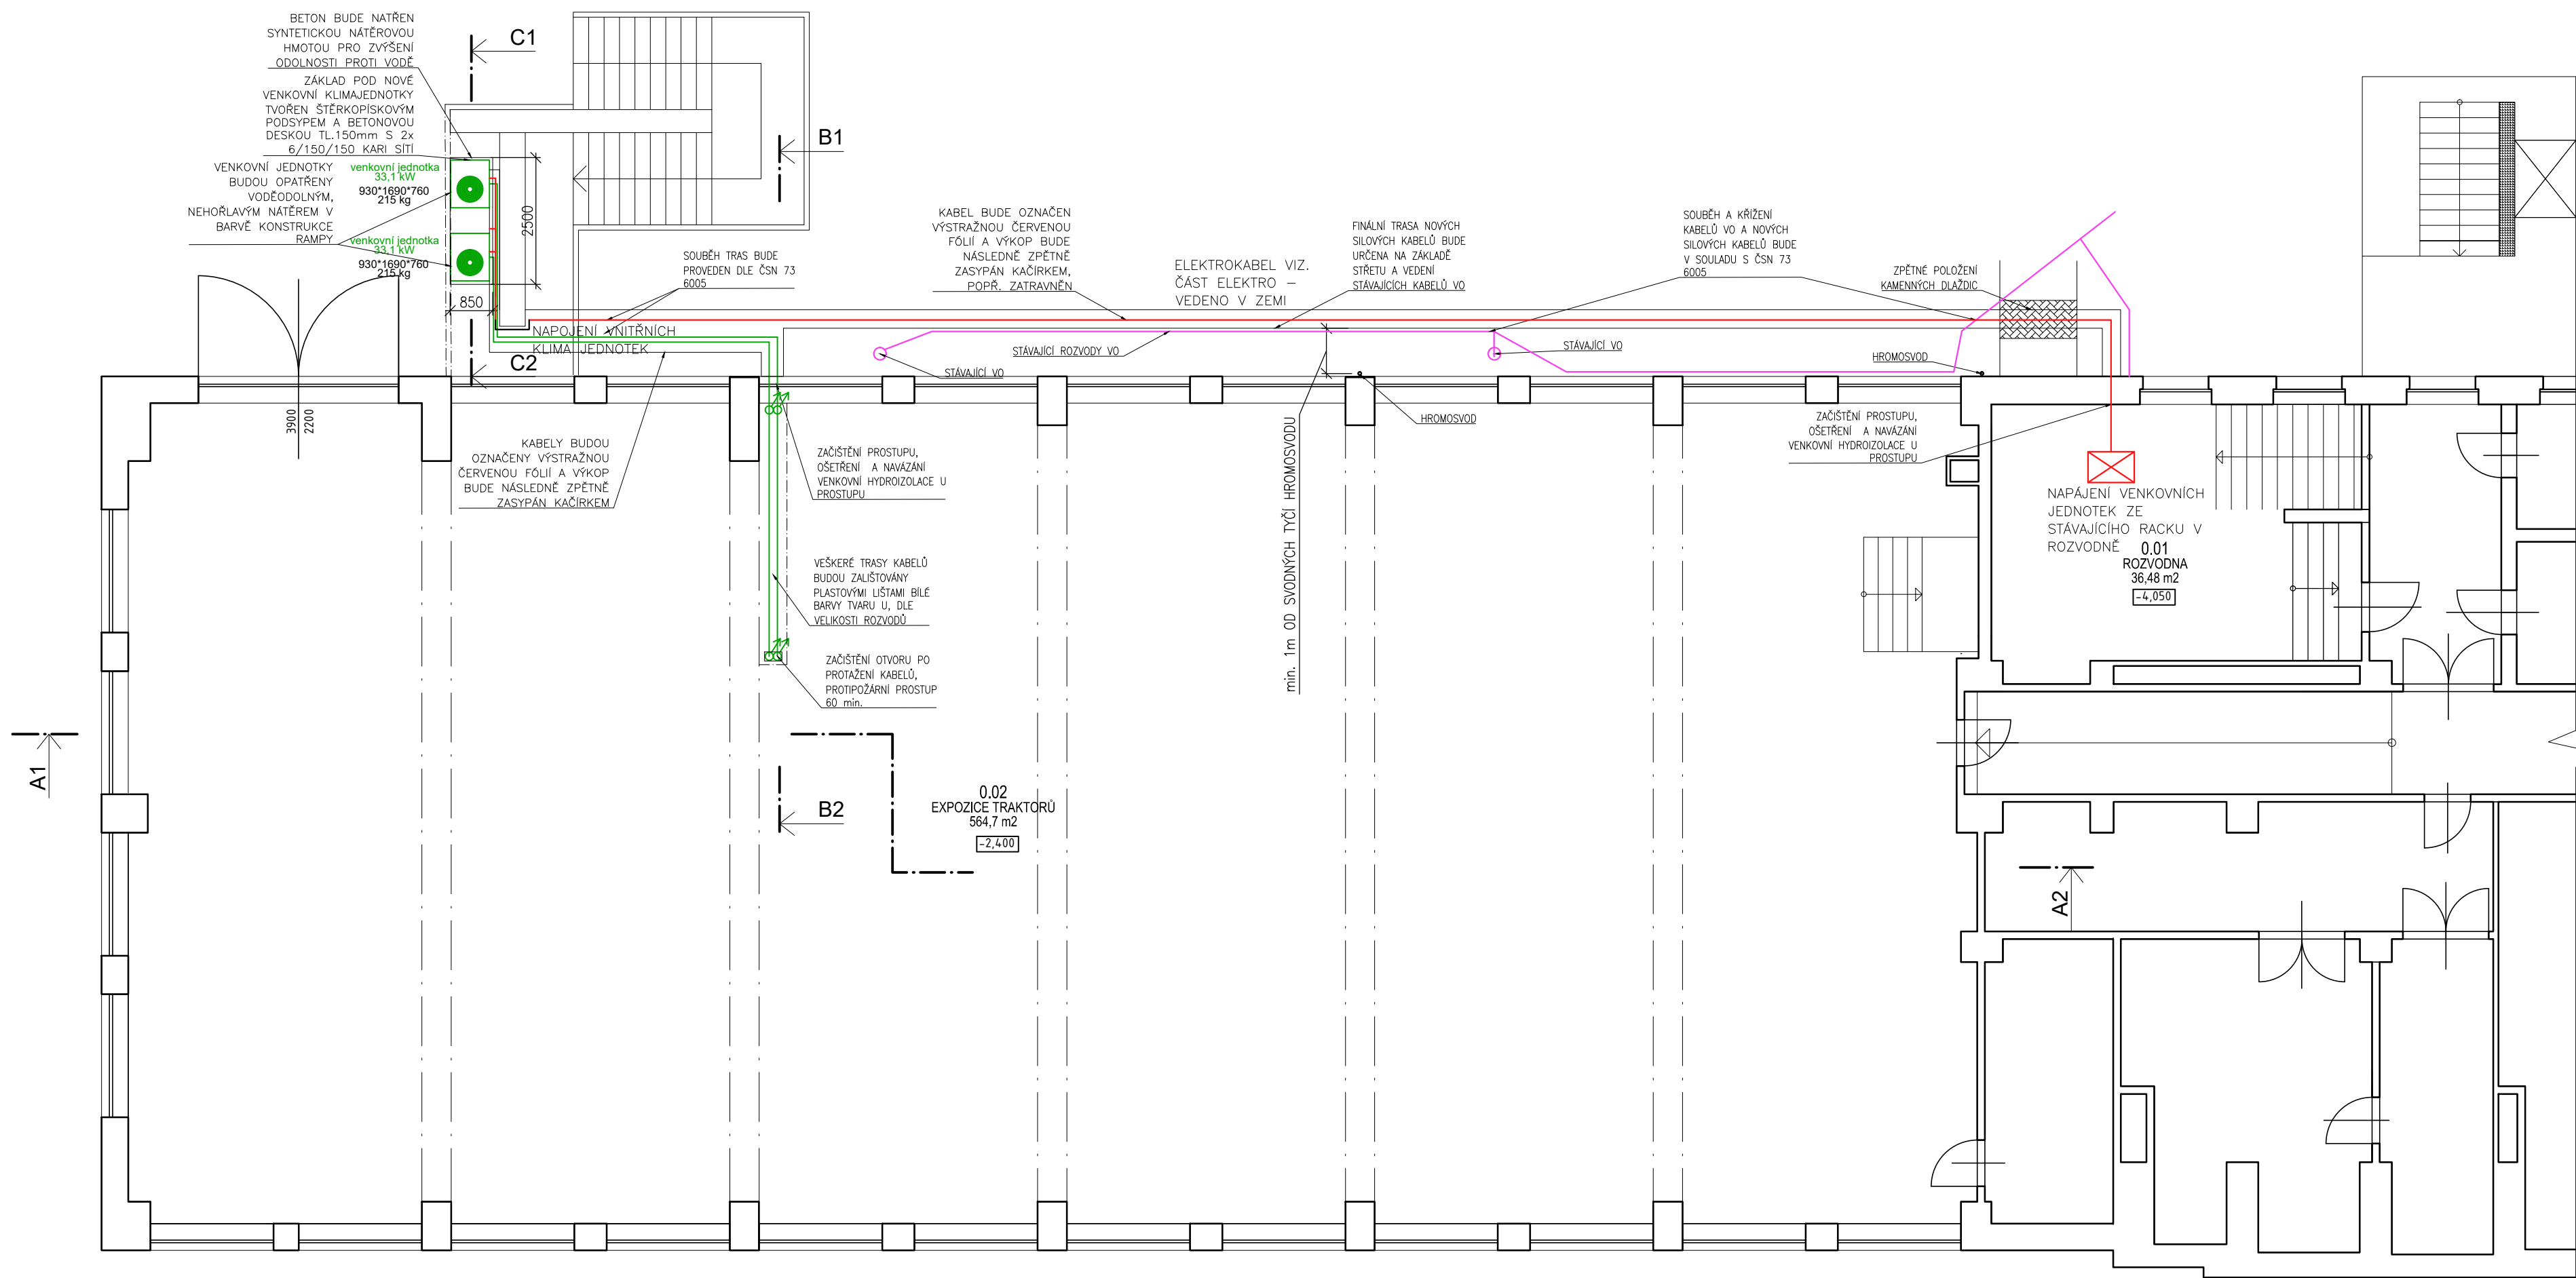 BETON BUDE NATŘEN
SYNTETICKOU NÁTĚROVOU
HMOTOU PRO ZVÝŠENÍ
ODOLNOSTI PROTI VODĚ
ZÁKLAD POD NOVÉ
VENKOVNÍ KLIMAJEDNOTKY
TVOŘEN ŠTĚRKOPÍSKOVÝM
PODSYPEM A BETONOVOU
DESKOU TL.150mm S 2x
6/150/150 KARI SÍTÍ
VENKOVNÍ JEDNOTKY
BUDOU OPATŘENY
VODĚODOLNÝM,
NEHOŘLAVÝM NÁTĚREM V
BARVĚ KONSTRUKCE
RAMPY
venkovní jednotka
33,1 kW
930*1690*760
215 kg
venkovní jednotka
33,1 kW
930*1690*760
215 kg
C1
B1
2500
850
C2
NAPOJENÍ VNITŘNÍCH
KLIMA JEDNOTEK
SOUBĚH TRAS BUDE
PROVEDEN DLE ČSN 73
6005
KABEL BUDE OZNAČEN
VÝSTRAŽNOU ČERVENOU
FÓLIÍ A VÝKOP BUDE
NÁSLEDNĚ ZPĚTNĚ
ZASYPÁN KAČÍRKEM,
POPŘ. ZATRAVNĚN
ELEKTROKABEL VIZ.
ČÁST ELEKTRO –
VEDENO V ZEMI
FINÁLNÍ TRASA NOVÝCH
SILOVÝCH KABELŮ BUDE
URČENA NA ZÁKLADĚ
STŘETU A VEDENÍ
STÁVAJÍCÍCH KABELŮ VO
SOUBĚH A KŘÍŽENÍ
KABELŮ VO A NOVÝCH
SILOVÝCH KABELŮ BUDE
V SOULADU S ČSN 73
6005
ZPĚTNÉ POLOŽENÍ
KAMENNÝCH DLAŽDIC
STÁVAJÍCÍ ROZVODY VO
STÁVAJÍCÍ VO
STÁVAJÍCÍ VO
HROMOSVOD
HROMOSVOD
3900
2200
KABELY BUDOU
OZNAČENY VÝSTRAŽNOU
ČERVENOU FÓLIÍ A VÝKOP
BUDE NÁSLEDNĚ ZPĚTNĚ
ZASYPÁN KAČÍRKEM
ZAČIŠTĚNÍ PROSTUPU,
OŠETŘENÍ A NAVÁZÁNÍ
VENKOVNÍ HYDROIZOLACE U
PROSTUPU
VEŠKERÉ TRASY KABELŮ
BUDOU ZALIŠTOVÁNY
PLASTOVÝMI LIŠTAMI BÍLÉ
BARVY TVARU U, DLE
VELIKOSTI ROZVODŮ
ZAČIŠTĚNÍ OTVORU PO
PROTAŽENÍ KABELŮ,
PROTIPOŽÁRNÍ PROSTUP
60 min.
min. 1m OD SVODNÝCH TYČÍ HROMOSVODU
ZAČIŠTĚNÍ PROSTUPU,
OŠETŘENÍ A NAVÁZÁNÍ
VENKOVNÍ HYDROIZOLACE U
PROSTUPU
NAPÁJENÍ VENKOVNÍCH
JEDNOTEK ZE
STÁVAJÍCÍHO RACKU V
ROZVODNĚ
0.01
ROZVODNA
36,48 m2
-4,050
A1
B2
0.02
EXPOZICE TRAKTORŮ
564,7 m2
-2,400
A2